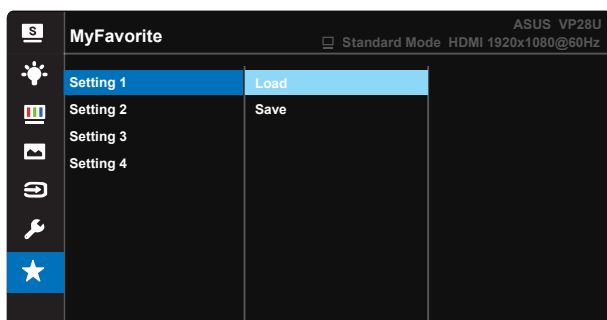 S
MyFavorite
ASUS VP28U
Standard Mode HDMI 1920x1080@60Hz
Setting 1
Load
Setting 2
Save
Setting 3
Setting 4